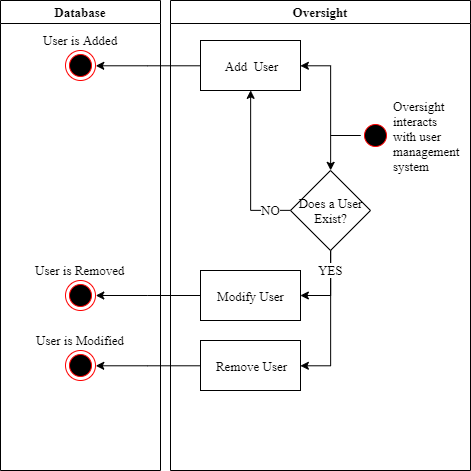 Database
Oversight
User is Added
Add User
Oversight
interacts
with user
management
system
Does a User
Exist?
NO
YES
User is Removed
Modify User
User is Modified
Remove User